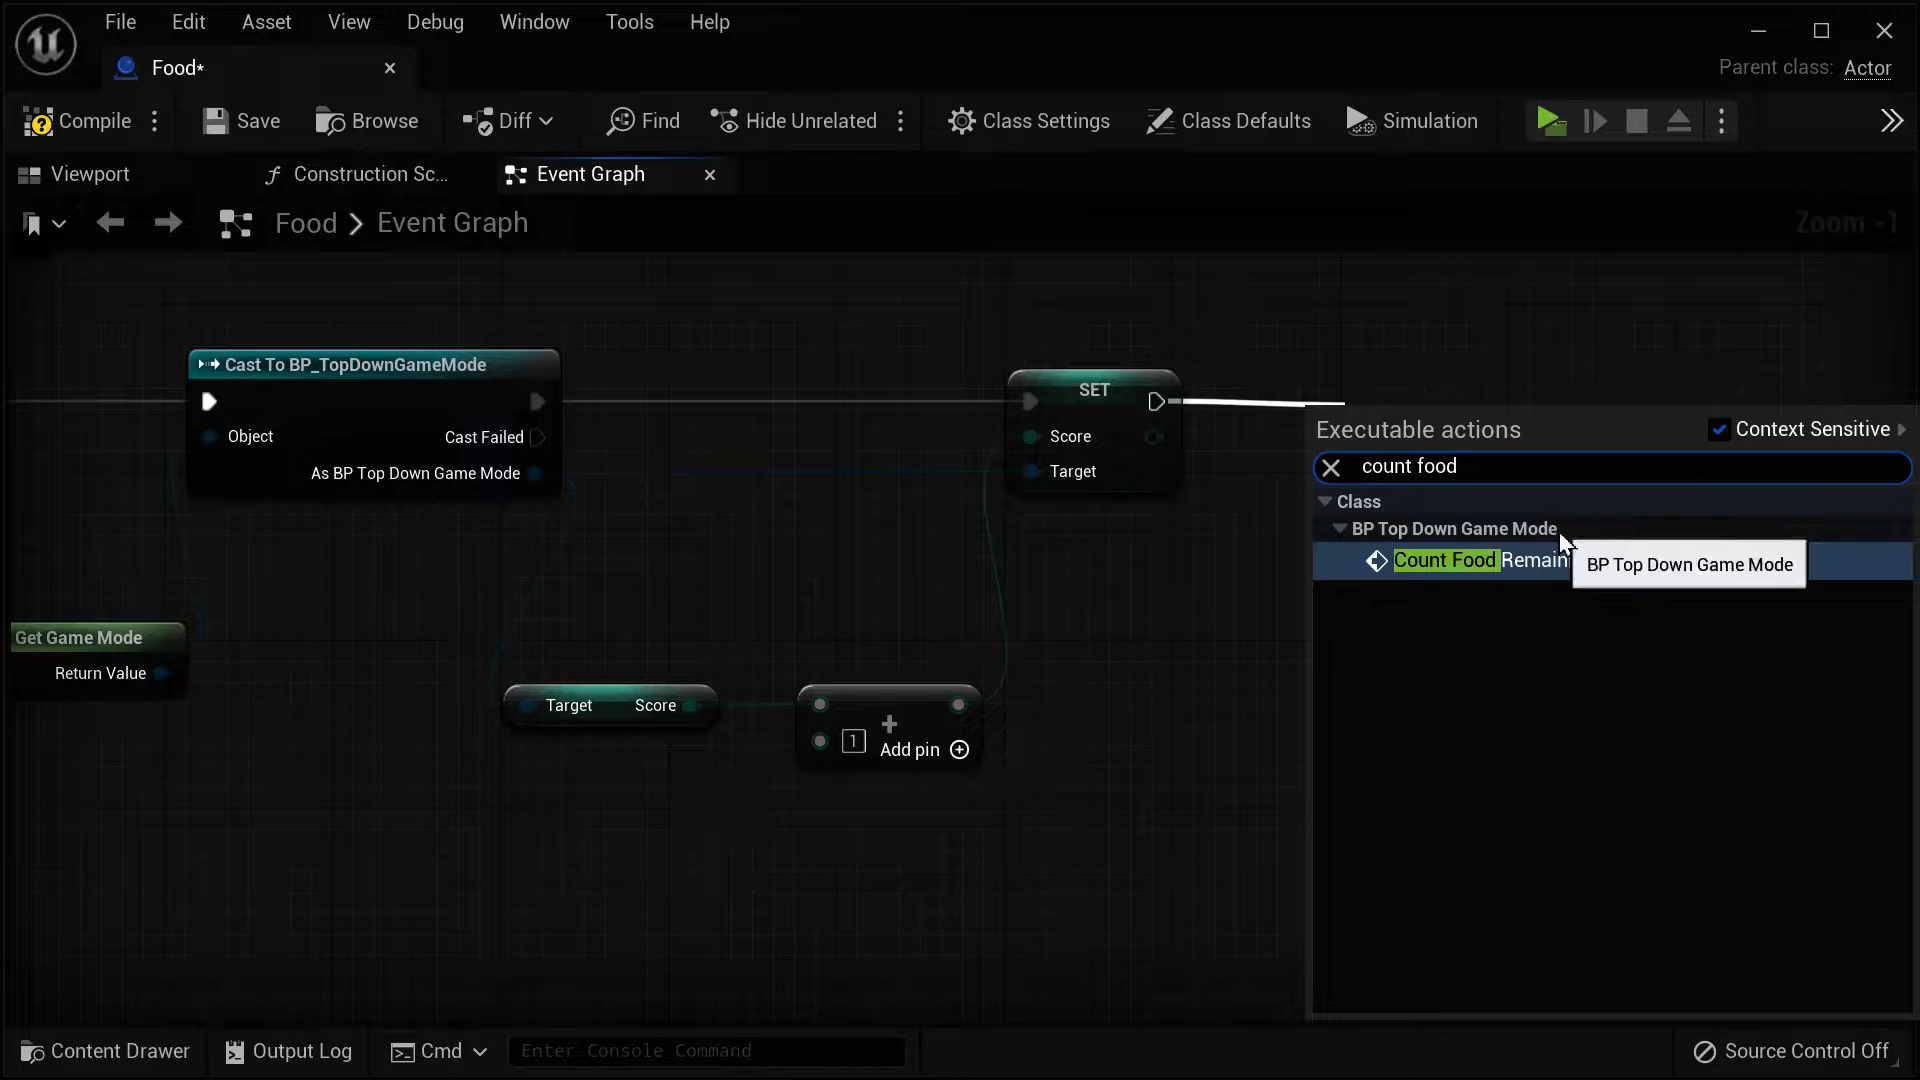 File Edit Asset View Debug Window Tools Help
Food*
Parent class: Actor
Compile Save Browse Diff Find Hide Unrelated Class Settings Class Defaults Simulation
Viewport Construction Sc... Event Graph
Food > Event Graph
Zoom -1
Cast To BP_TopDownGameMode
Object Cast Failed
As BP Top Down Game Mode
SET
Score
Target
Executable actions Context Sensitive
count food
Class
BP Top Down Game Mode
Count Food Remain
BP Top Down Game Mode
Get Game Mode
Return Value
Target Score
1
Add pin
Content Drawer Output Log Cmd Enter Console Command Source Control Off